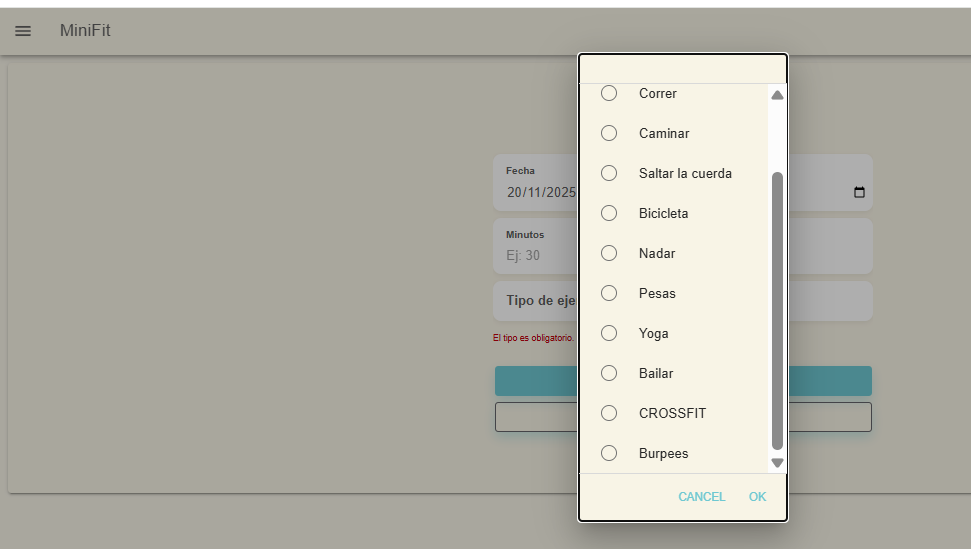 MiniFit
Fecha
20/11/2025
Minutos
Ej: 30
Tipo de eje
El tipo es obligatorio.
Correr
Caminar
Saltar la cuerda
Bicicleta
Nadar
Pesas
Yoga
Bailar
CROSSFIT
Burpees
CANCEL OK